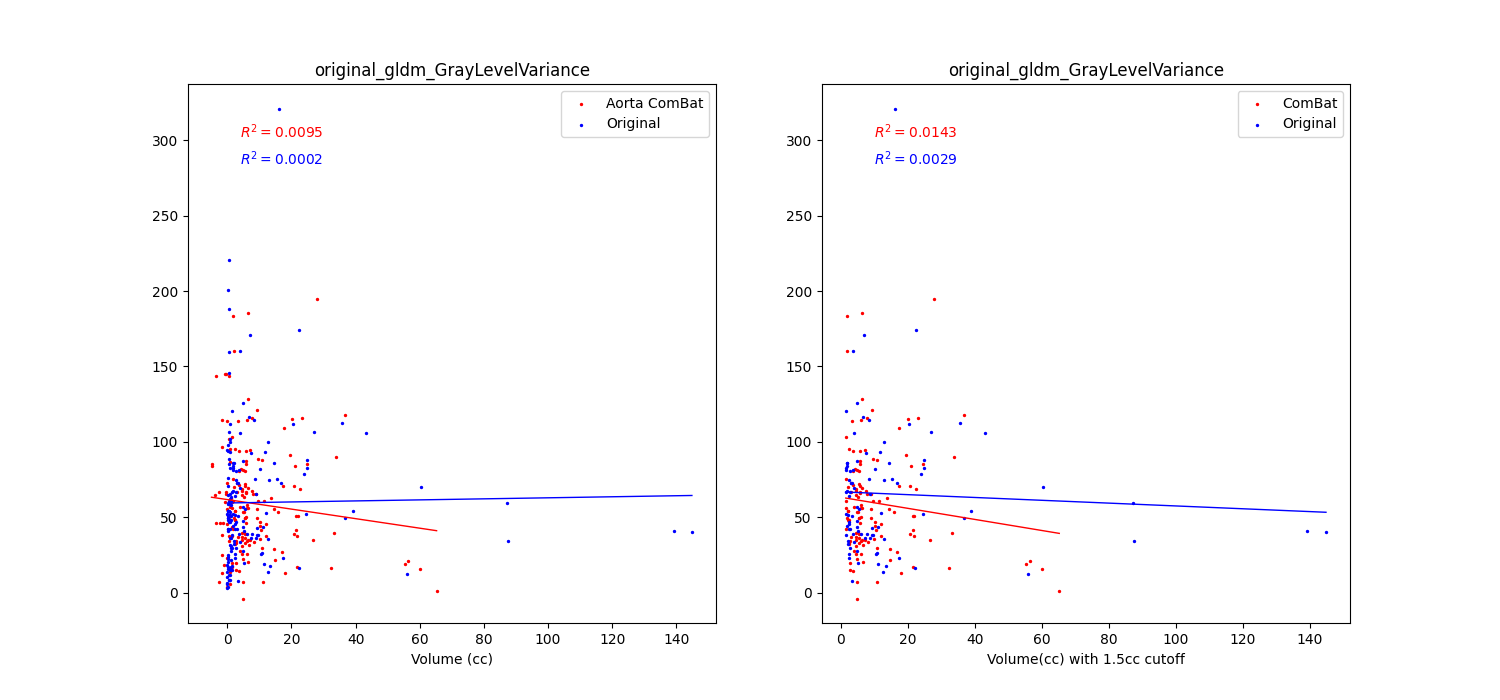 original_gldm_GrayLevelVariance
Aorta ComBat
Original
R² = 0.0095
R² = 0.0002
300
250
200
150
100
50
0
0 20 40 60 80 100 120 140
Volume (cc)
original_gldm_GrayLevelVariance
ComBat
Original
R² = 0.0143
R² = 0.0029
300
250
200
150
100
50
0
0 20 40 60 80 100 120 140
Volume(cc) with 1.5cc cutoff